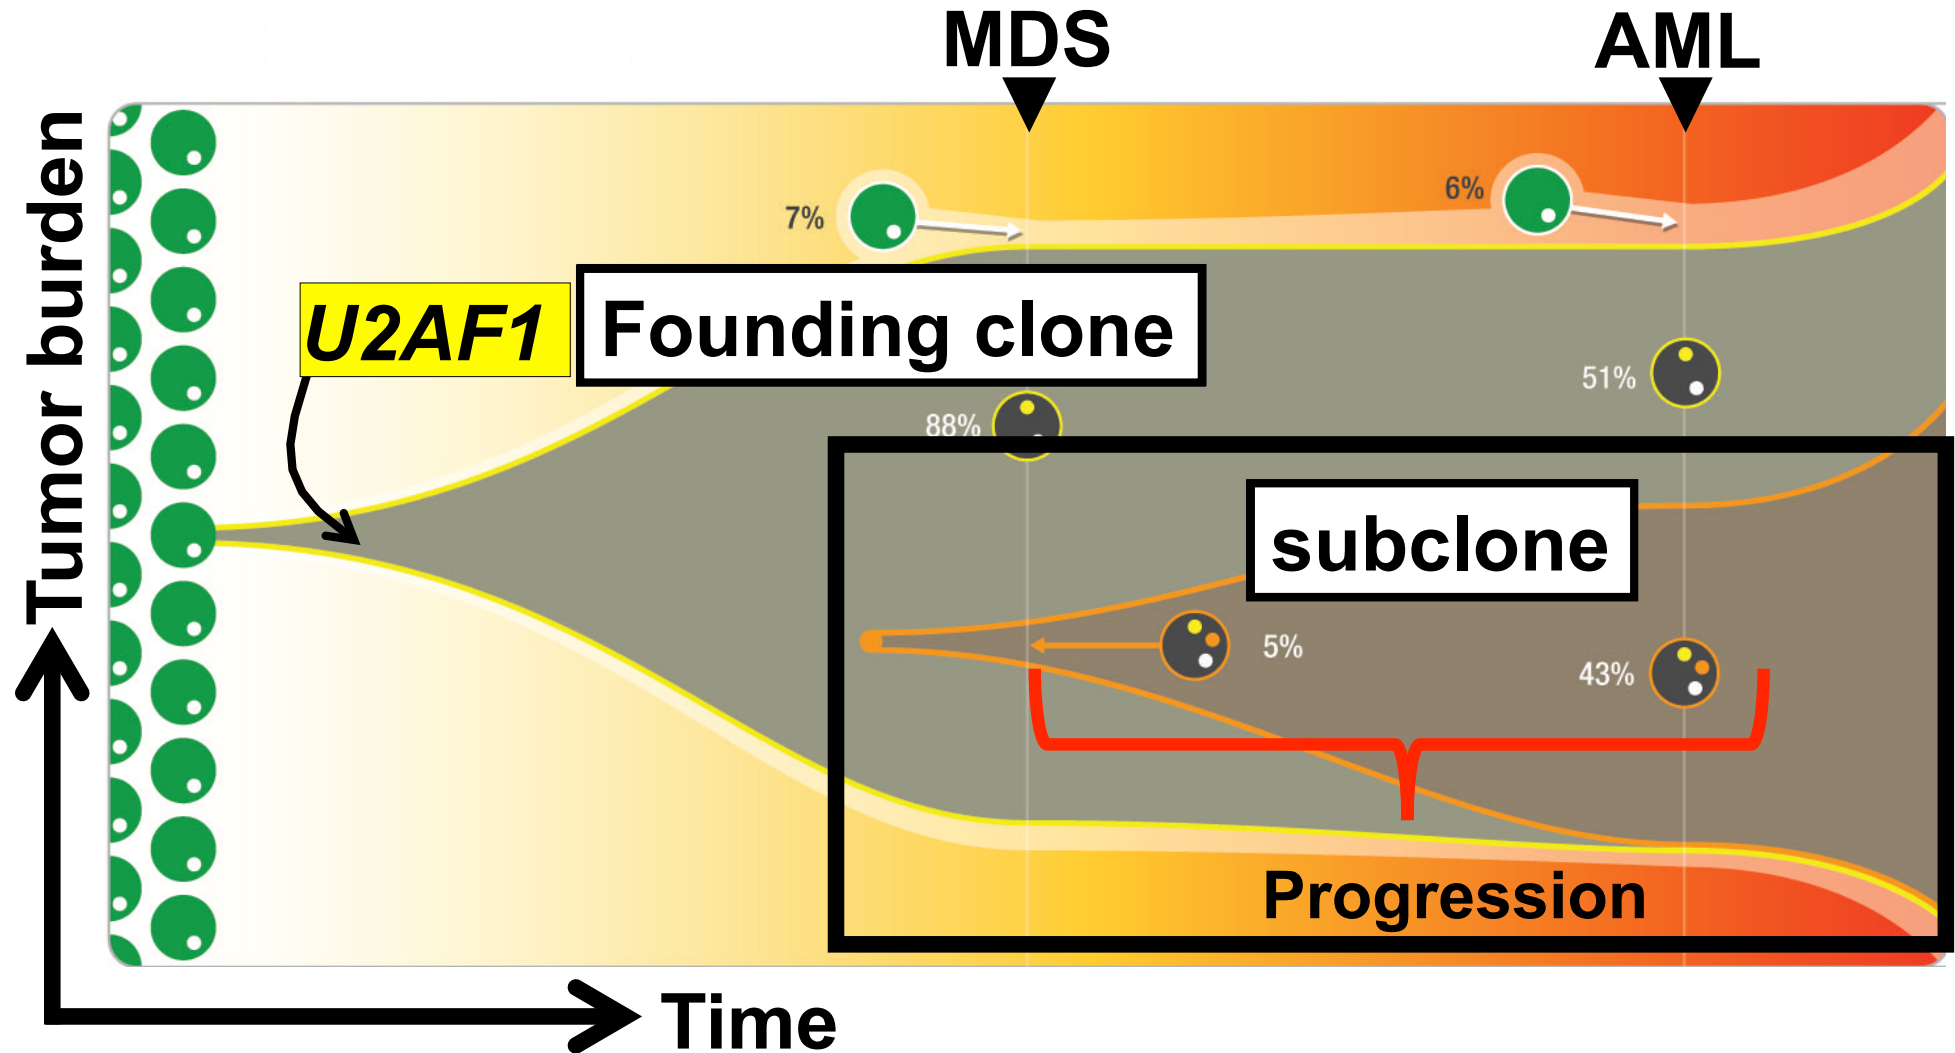 MDS
AML
Tumor burden
7%
6%
U2AF1
Founding clone
51%
88%
subclone
5%
43%
Progression
Time